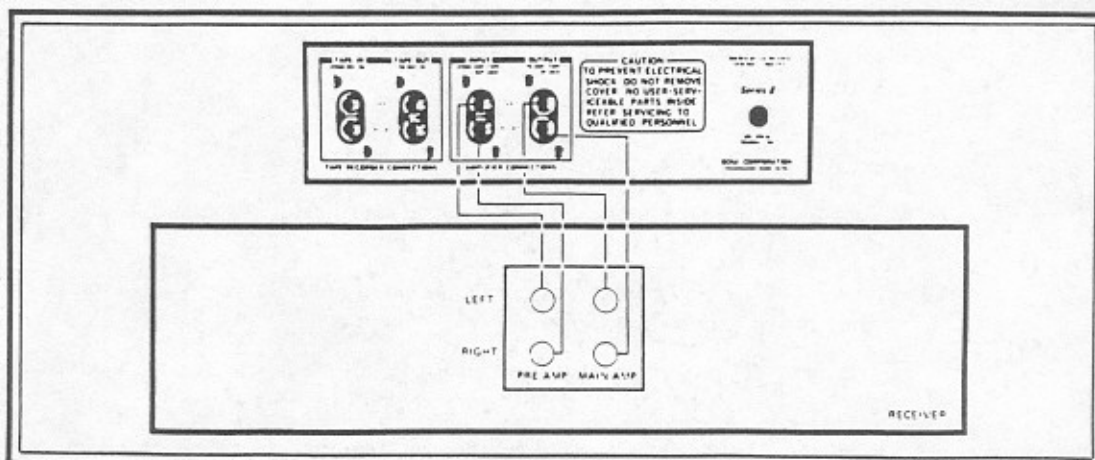 TAPE IN
TAPE OUT
INPUT
OUTPUT
TAPE RECORDER CONNECTIONS
AMPLIFIER CONNECTIONS
CAUTION
TO PREVENT ELECTRICAL
SHOCK DO NOT REMOVE
COVER NO USER-SERV-
ICEABLE PARTS INSIDE
REFER SERVICING TO
QUALIFIED PERSONNEL
Series II
BOSE CORPORATION
LEFT
RIGHT
PRE AMP
MAIN AMP
RECEIVER